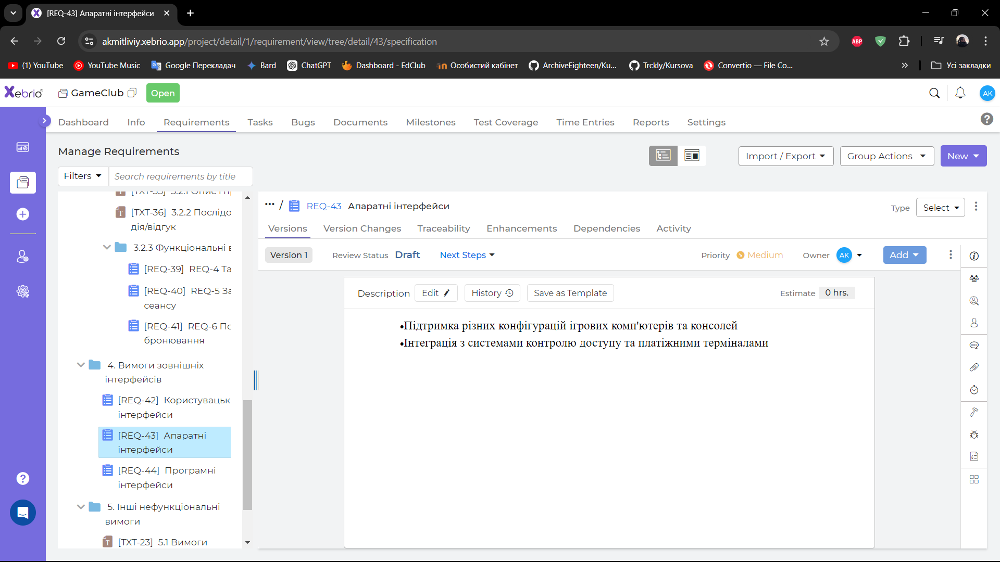 [REQ-43] Апаратні інтерфейси
akmitliviy.xebrio.app/project/detail/1/requirement/view/tree/detail/43/specification
ABP
(1) YouTube
YouTube Music
Google Перекладач
Bard
ChatGPT
Dashboard - EdClub
Особистий кабінет
ArchiveEighteen/Ku...
Trckly/Kursova
Convertio — File Co...
Усі закладки
Xebrio
GameClub
Open
AK
Dashboard
Info
Requirements
Tasks
Bugs
Documents
Milestones
Test Coverage
Time Entries
Reports
Settings
Manage Requirements
Import / Export
Group Actions
New
Filters
Search requirements by title
[TXT-36] 3.2.2 Послідо
дія/відгук
3.2.3 Функціональні в
[REQ-39] REQ-4 Та
[REQ-40] REQ-5 За
сеансу
[REQ-41] REQ-6 По
бронювання
4. Вимоги зовнішніх
інтерфейсів
[REQ-42] Користувацьк
інтерфейси
[REQ-43] Апаратні
інтерфейси
[REQ-44] Програмні
інтерфейси
5. Інші нефункціональні
вимоги
[TXT-23] 5.1 Вимоги
... / REQ-43 Апаратні інтерфейси
Type
Select
Versions
Version Changes
Traceability
Enhancements
Dependencies
Activity
Version 1
Review Status Draft
Next Steps
Priority Medium
Owner AK
Add
Description
Edit
History
Save as Template
Estimate 0 hrs.
•Підтримка різних конфігурацій ігрових комп'ютерів та консолей
•Інтеграція з системами контролю доступу та платіжними терміналами